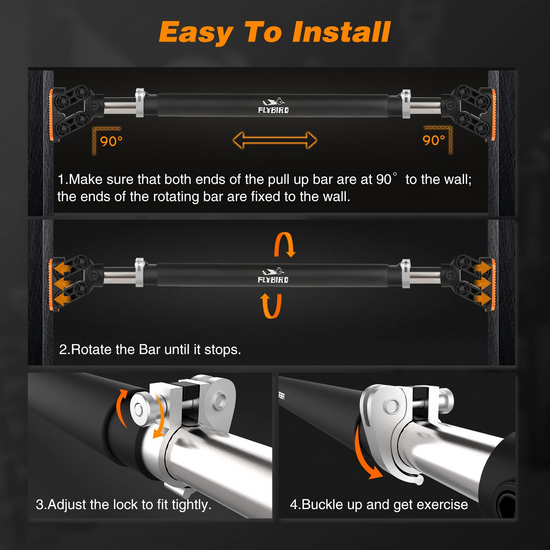 Easy To Install
FLYBIRD
90°
90°
1.Make sure that both ends of the pull up bar are at 90° to the wall;
the ends of the rotating bar are fixed to the wall.
FLYBIRD
2.Rotate the Bar until it stops.
3.Adjust the lock to fit tightly.
4.Buckle up and get exercise